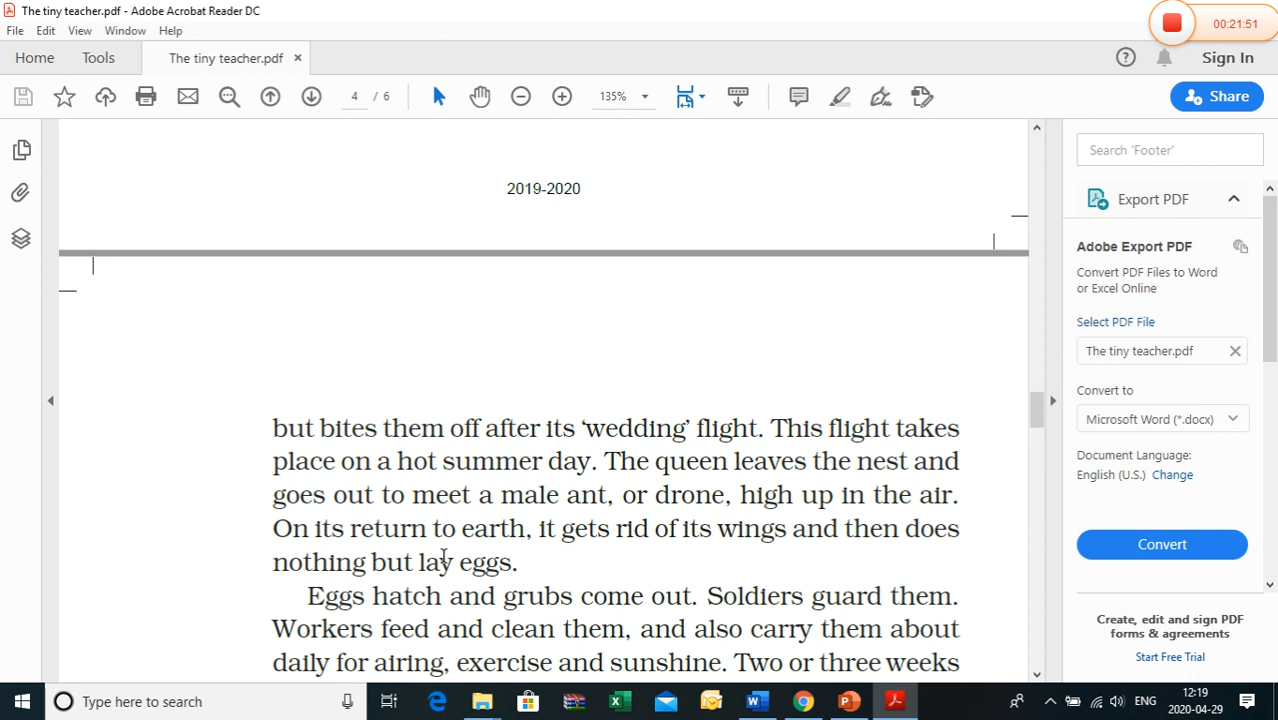 The tiny teacher.pdf - Adobe Acrobat Reader DC
00:21:51
File Edit View Window Help
Home Tools The tiny teacher.pdf × Sign In
4 / 6 135% Share
2019-2020
but bites them off after its ‘wedding’ flight. This flight takes
place on a hot summer day. The queen leaves the nest and
goes out to meet a male ant, or drone, high up in the air.
On its return to earth, it gets rid of its wings and then does
nothing but lay eggs.
Eggs hatch and grubs come out. Soldiers guard them.
Workers feed and clean them, and also carry them about
daily for airing, exercise and sunshine. Two or three weeks
Search 'Footer'
Export PDF
Adobe Export PDF
Convert PDF Files to Word
or Excel Online
Select PDF File
The tiny teacher.pdf
Convert to
Microsoft Word (*.docx)
Document Language:
English (U.S.) Change
Convert
Create, edit and sign PDF
forms & agreements
Start Free Trial
Type here to search
ENG
12:19
2020-04-29